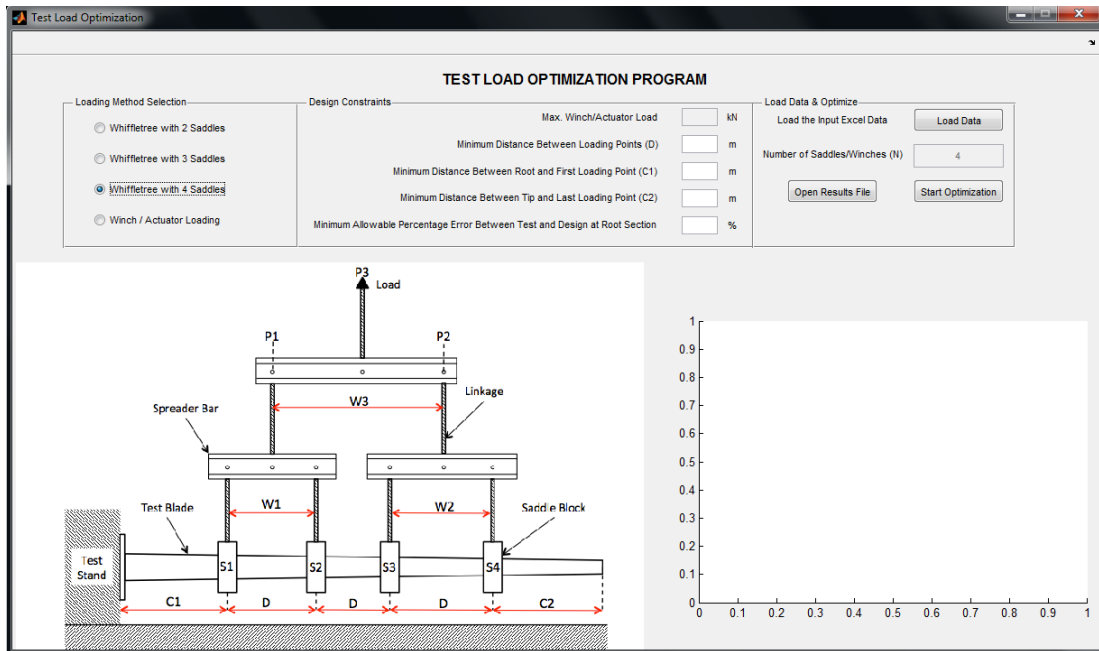 Test Load Optimization
TEST LOAD OPTIMIZATION PROGRAM
Loading Method Selection
Whiffletree with 2 Saddles
Whiffletree with 3 Saddles
Whiffletree with 4 Saddles
Winch / Actuator Loading
Design Constraints
Max. Winch/Actuator Load kN
Minimum Distance Between Loading Points (D) m
Minimum Distance Between Root and First Loading Point (C1) m
Minimum Distance Between Tip and Last Loading Point (C2) m
Minimum Allowable Percentage Error Between Test and Design at Root Section %
Load Data & Optimize
Load the Input Excel Data Load Data
Number of Saddles/Winches (N) 4
Open Results File Start Optimization
P3
Load
P1 P2
W3
Linkage
Spreader Bar
W1 W2
Test Blade Saddle Block
Test
Stand
S1 S2 S3 S4
C1 D D D C2
1
0.9
0.8
0.7
0.6
0.5
0.4
0.3
0.2
0.1
0
0 0.1 0.2 0.3 0.4 0.5 0.6 0.7 0.8 0.9 1